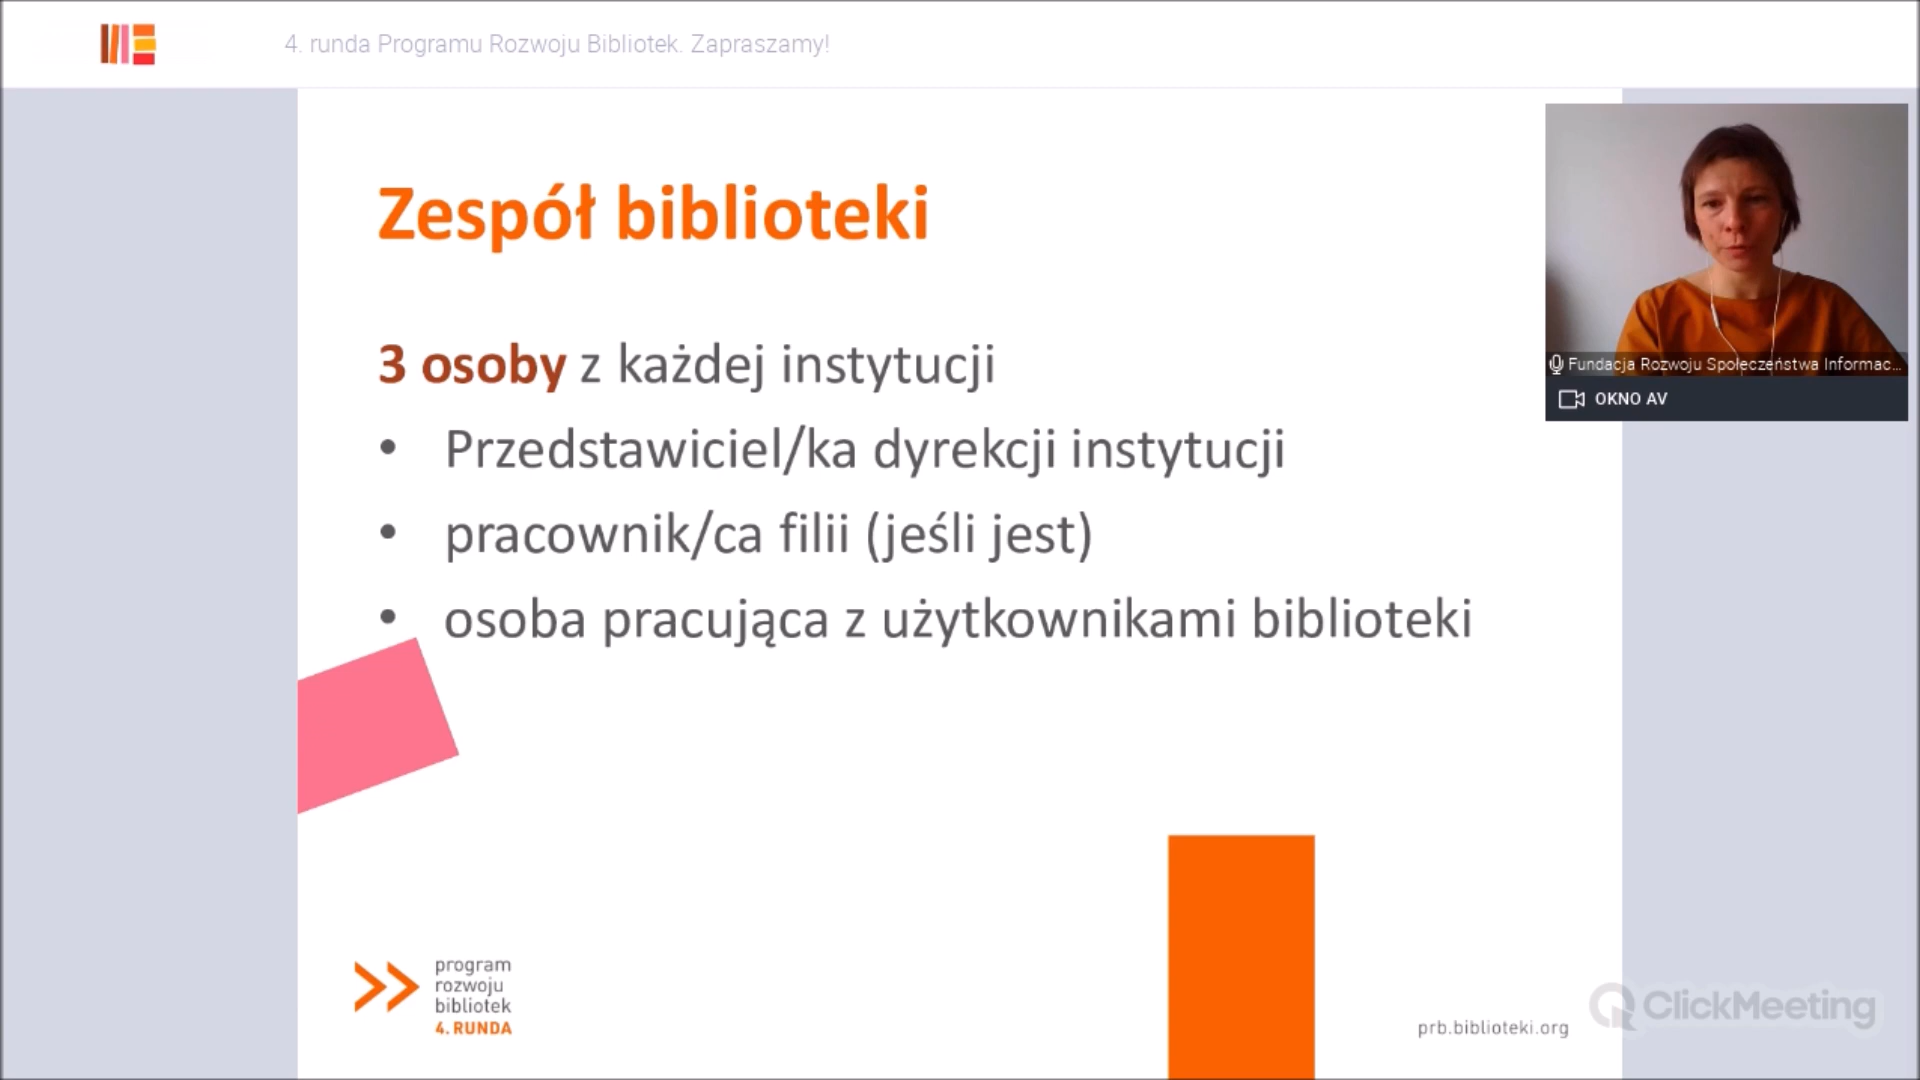 4. runda Programu Rozwoju Bibliotek. Zapraszamy!
Zespół biblioteki
3 osoby z każdej instytucji
• Przedstawiciel/ka dyrekcji instytucji
• pracownik/ca filii (jeśli jest)
• osoba pracująca z użytkownikami biblioteki
Fundacja Rozwoju Społeczeństwa Informac...
OKNO AV
program
rozwoju
bibliotek
4. RUNDA
prb.biblioteki.org
ClickMeeting